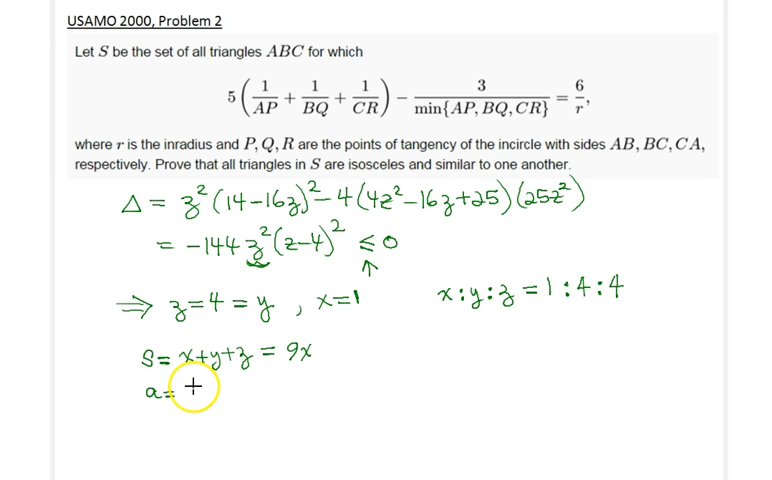 USAMO 2000, Problem 2
Let S be the set of all triangles ABC for which
5 ( 1/AP + 1/BQ + 1/CR ) − 3/min{AP, BQ, CR} = 6/r,
where r is the inradius and P, Q, R are the points of tangency of the incircle with sides AB, BC, CA,
respectively. Prove that all triangles in S are isosceles and similar to one another.
Δ = z²(14−16z)² − 4(4z²−16z+25)(25z²)
= −144 z²(z−4)² ≤ 0
↑
⇒ z=4=y , x=1 x:y:z = 1:4:4
S = x+y+z = 9x
a=